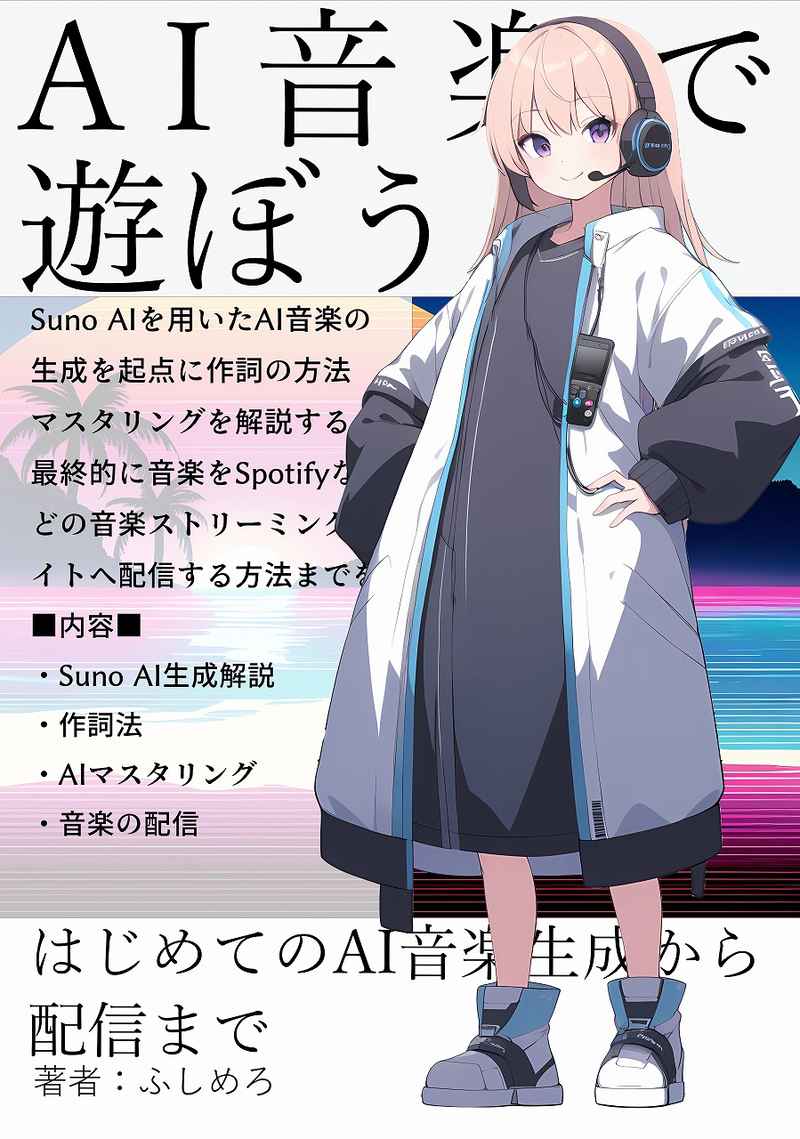 AI音楽で
遊ぼう
Suno AIを用いたAI音楽の
生成を起点に作詞の方法
マスタリングを解説する
最終的に音楽をSpotifyな
どの音楽ストリーミング
イトへ配信する方法までを
■内容■
・Suno AI生成解説
・作詞法
・AIマスタリング
・音楽の配信
はじめてのAI音楽生成から
配信まで
著者：ふしめろ